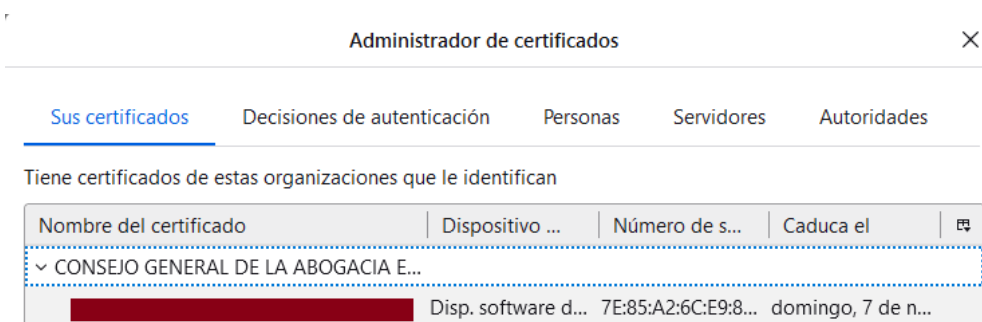 Administrador de certificados
Sus certificados Decisiones de autenticación Personas Servidores Autoridades
Tiene certificados de estas organizaciones que le identifican
Nombre del certificado Dispositivo ... Número de s... Caduca el
CONSEJO GENERAL DE LA ABOGACIA E...
Disp. software d... 7E:85:A2:6C:E9:8... domingo, 7 de n...